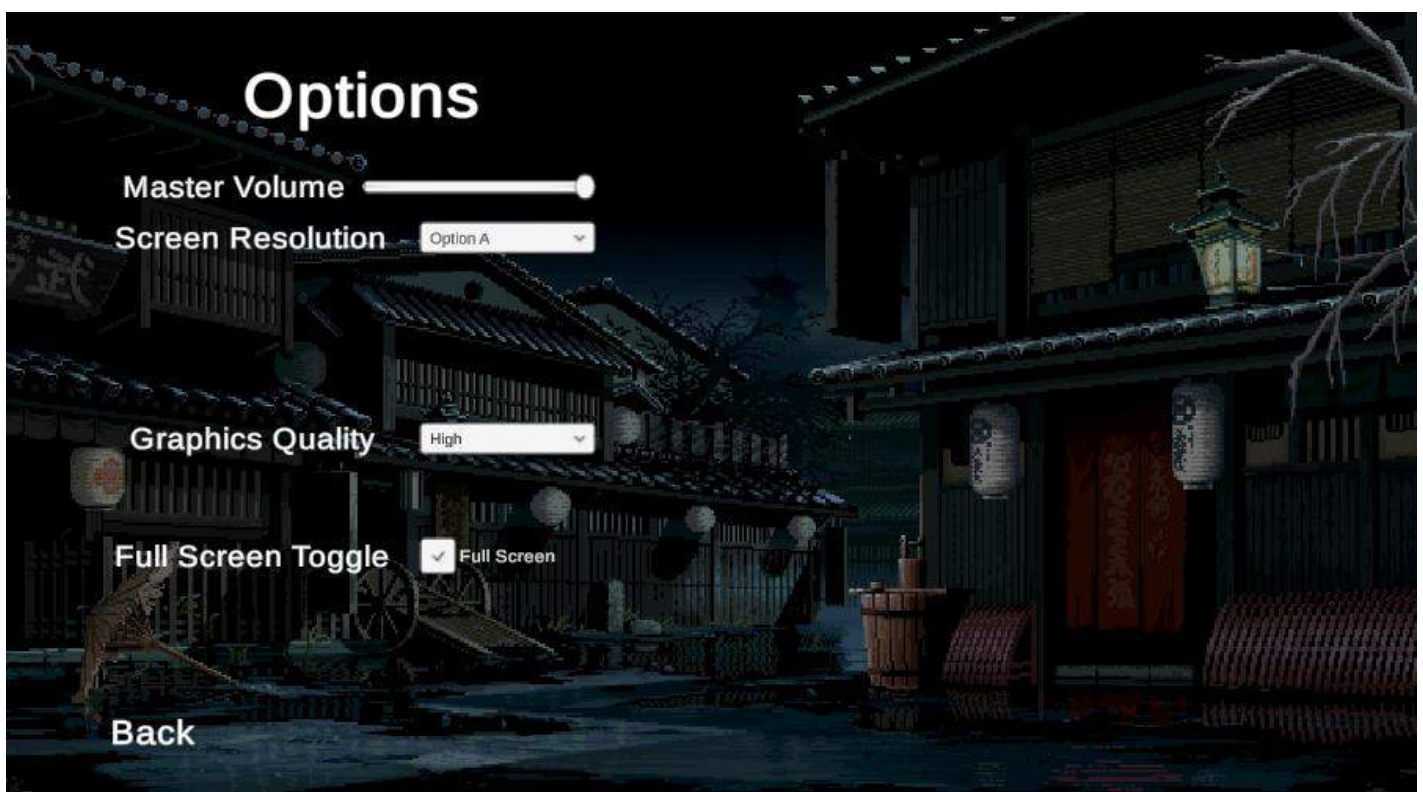 Options
Master Volume
Screen Resolution Option A
Graphics Quality High
Full Screen Toggle Full Screen
Back